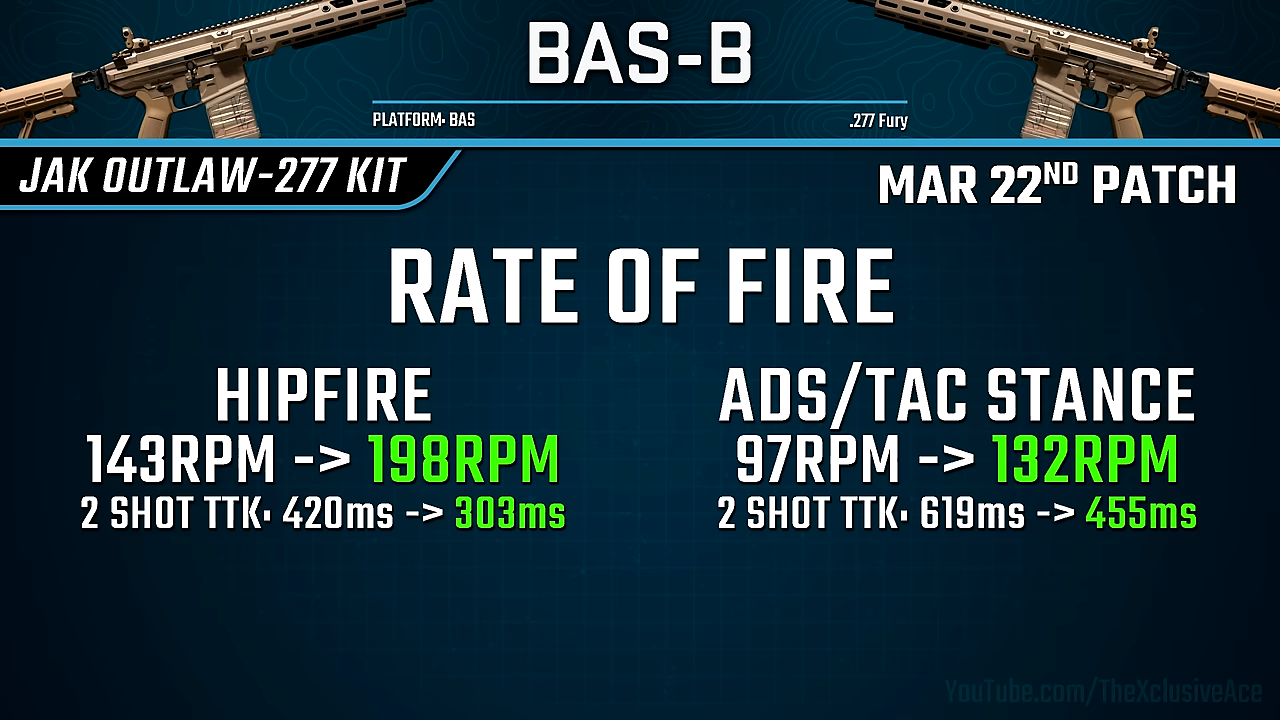 BAS-B
PLATFORM: BAS
.277 Fury
JAK OUTLAW-277 KIT
MAR 22ND PATCH
RATE OF FIRE
HIPFIRE
143RPM -> 198RPM
2 SHOT TTK: 420ms -> 303ms
ADS/TAC STANCE
97RPM -> 132RPM
2 SHOT TTK: 619ms -> 455ms
YouTube.com/TheXclusiveAce